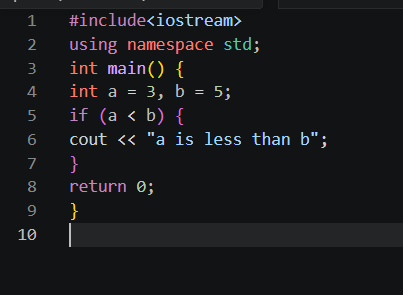 1 #include<iostream>
2 using namespace std;
3 int main() {
4 int a = 3, b = 5;
5 if (a < b) {
6 cout << "a is less than b";
7 }
8 return 0;
9 }
10